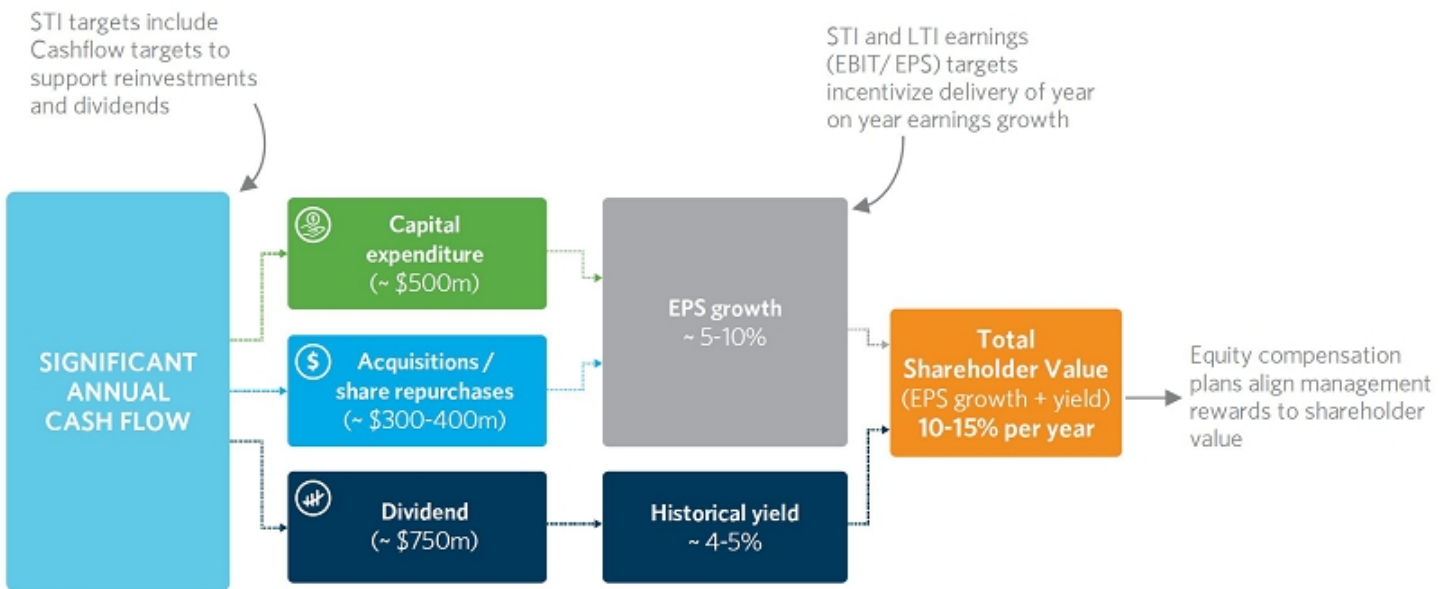 STI targets include
Cashflow targets to
support reinvestments
and dividends
STI and LTI earnings
(EBIT/ EPS) targets
incentivize delivery of year
on year earnings growth
SIGNIFICANT
ANNUAL
CASH FLOW
Capital
expenditure
(~ $500m)
$
Acquisitions /
share repurchases
(~ $300-400m)
Dividend
(~ $750m)
EPS growth
~ 5-10%
Historical yield
~ 4-5%
Total
Shareholder Value
(EPS growth + yield)
10-15% per year
Equity compensation
plans align management
rewards to shareholder
value